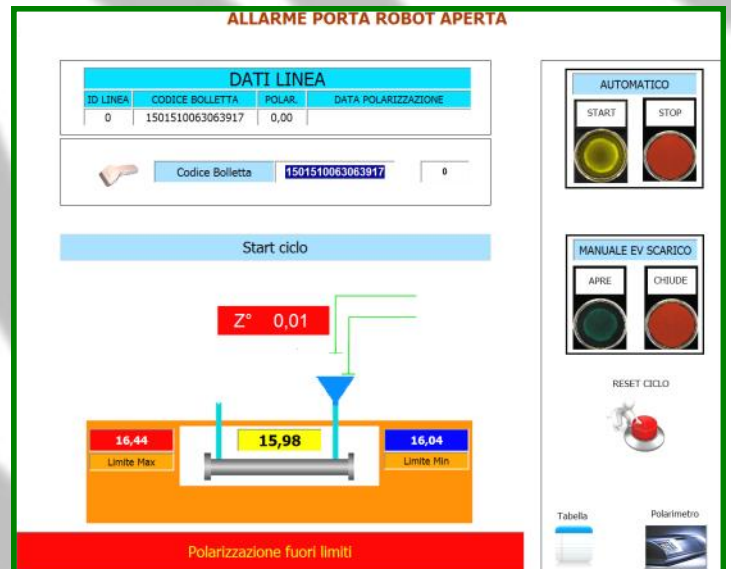 ALLARME PORTA ROBOT APERTA
DATI LINEA
ID LINEA CODICE BOLLETTA POLAR. DATA POLARIZZAZIONE
0 1501510063063917 0,00
Codice Bolletta 1501510063063917 0
Start ciclo
Z° 0,01
16,44 15,98 16,04
Limite Max Limite Min
Polarizzazione fuori limiti
AUTOMATICO
START STOP
MANUALE EV SCARICO
APRE CHIUDE
RESET CICLO
Tabella Polarimetro